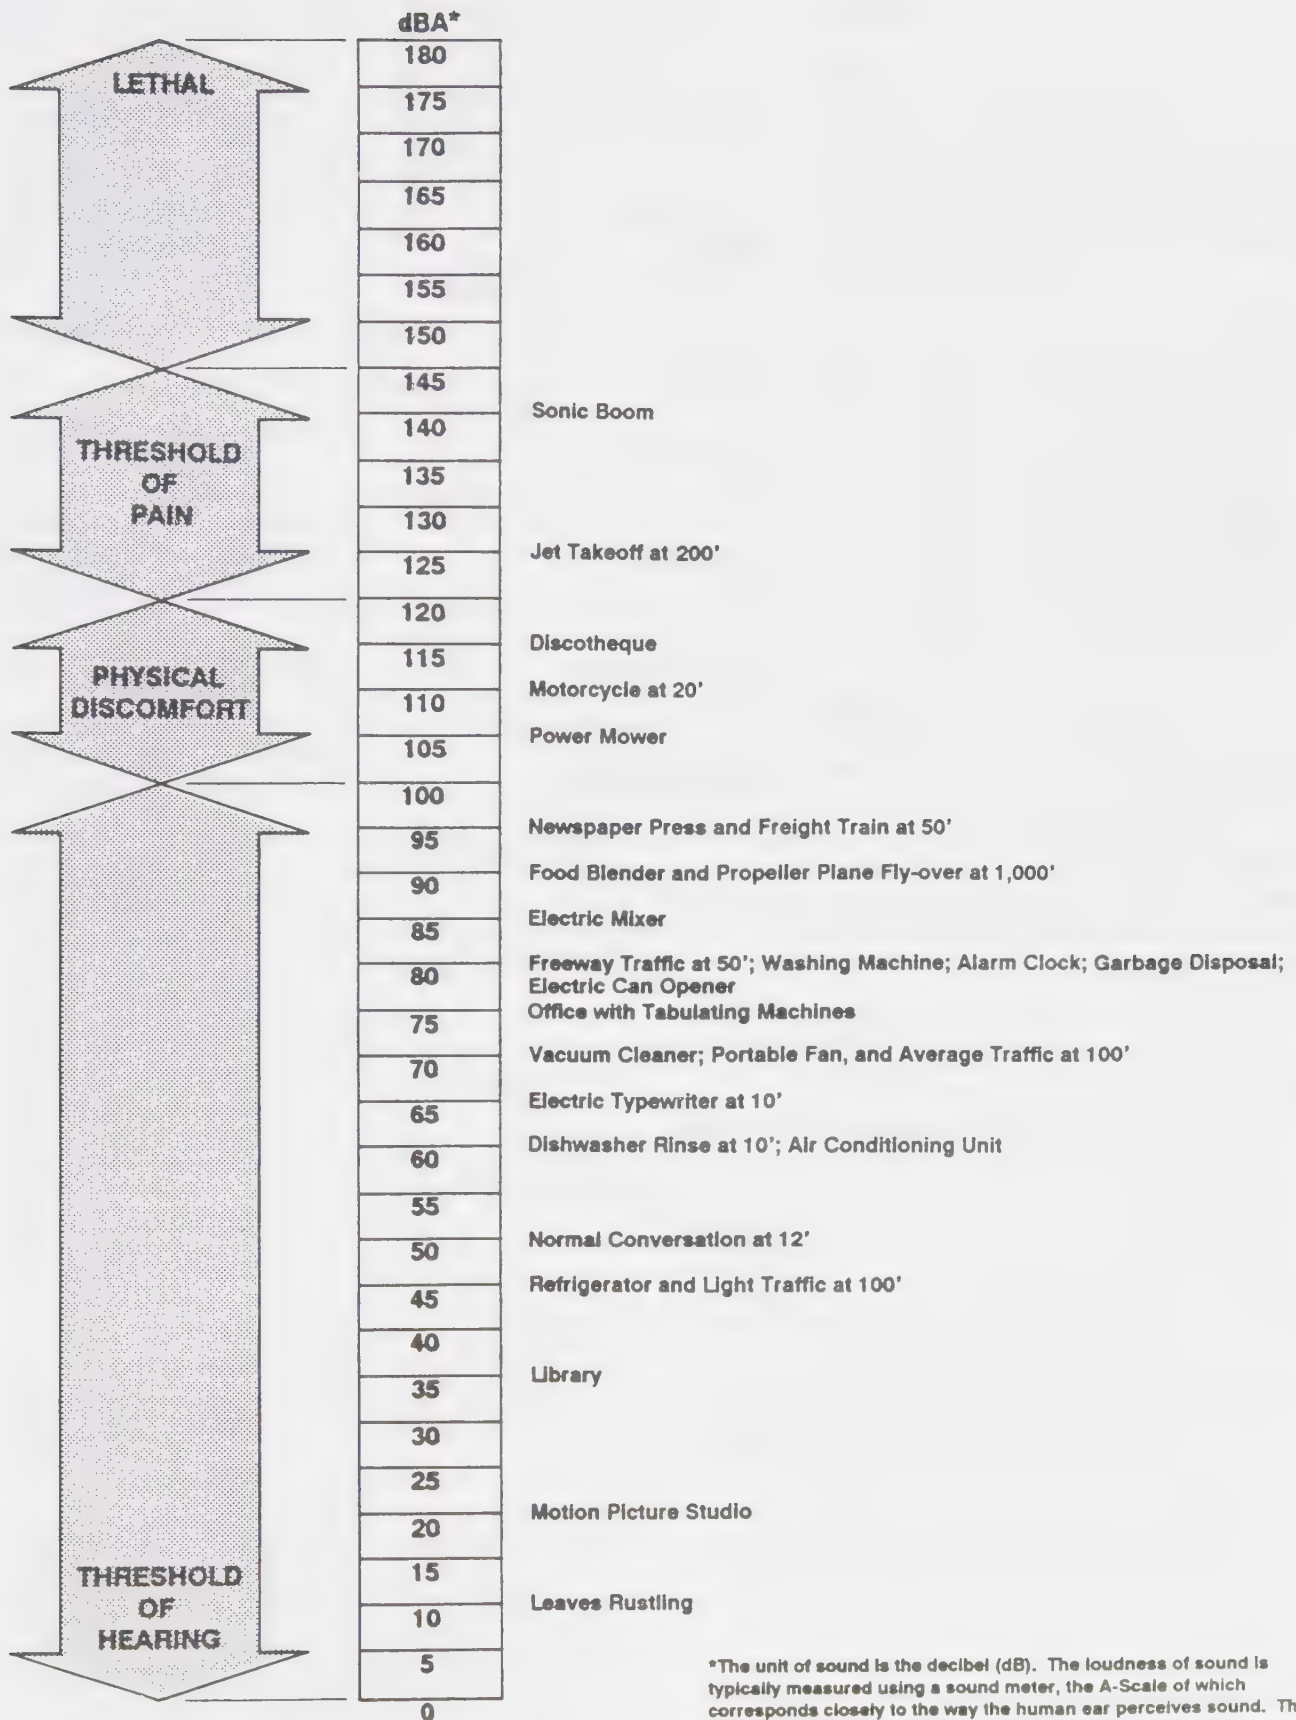 dBA*
LETHAL
180
175
170
165
160
155
150
145
Sonic Boom
140
THRESHOLD
OF
PAIN
135
130
Jet Takeoff at 200'
125
120
Discotheque
115
PHYSICAL
DISCOMFORT
Motorcycle at 20'
110
Power Mower
105
100
Newspaper Press and Freight Train at 50'
95
Food Blender and Propeller Plane Fly-over at 1,000'
90
Electric Mixer
85
Freeway Traffic at 50'; Washing Machine; Alarm Clock; Garbage Disposal;
Electric Can Opener
80
Office with Tabulating Machines
75
Vacuum Cleaner; Portable Fan, and Average Traffic at 100'
70
Electric Typewriter at 10'
65
Dishwasher Rinse at 10'; Air Conditioning Unit
60
55
Normal Conversation at 12'
50
Refrigerator and Light Traffic at 100'
45
40
Library
35
30
25
Motion Picture Studio
20
15
Leaves Rustling
10
THRESHOLD
OF
HEARING
5
0
*The unit of sound is the decibel (dB). The loudness of sound is
typically measured using a sound meter, the A-Scale of which
corresponds closely to the way the human ear perceives sound. Th